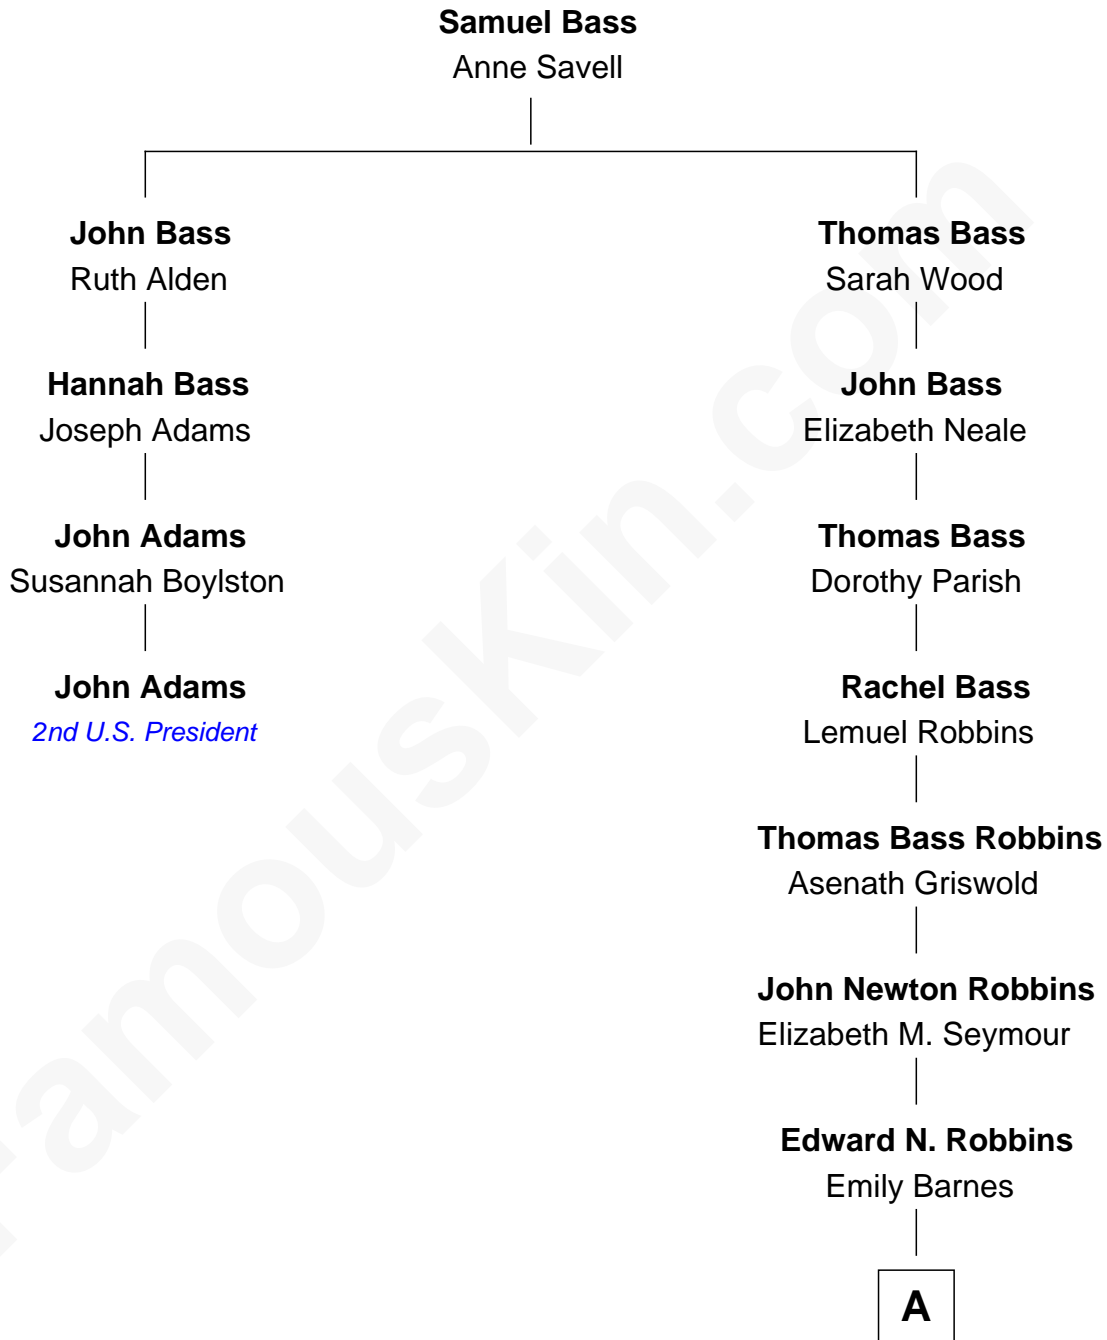 Samuel Bass
Anne Savell
John Bass
Ruth Alden
Hannah Bass
Joseph Adams
John Adams
Susannah Boylston
John Adams
2nd U.S. President
Thomas Bass
Sarah Wood
John Bass
Elizabeth Neale
Thomas Bass
Dorothy Parish
Rachel Bass
Lemuel Robbins
Thomas Bass Robbins
Asenath Griswold
John Newton Robbins
Elizabeth M. Seymour
Edward N. Robbins
Emily Barnes
A
FamousKin.com